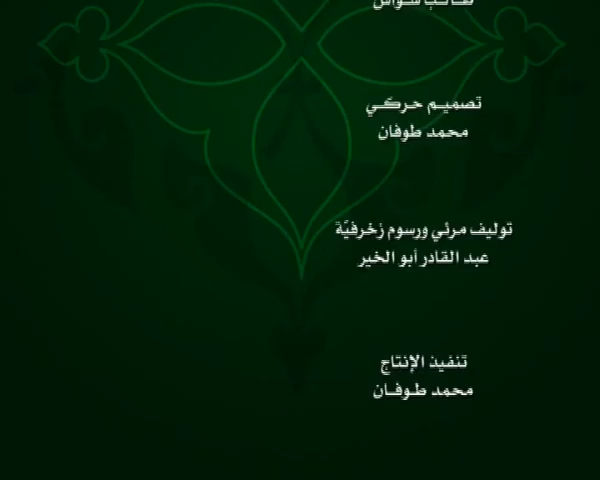 تصميم حركي
محمد طوفان
توليف مرئي ورسوم زخرفيّة
عبد القادر أبو الخير
تنفيذ الإنتاج
محمد طوفان